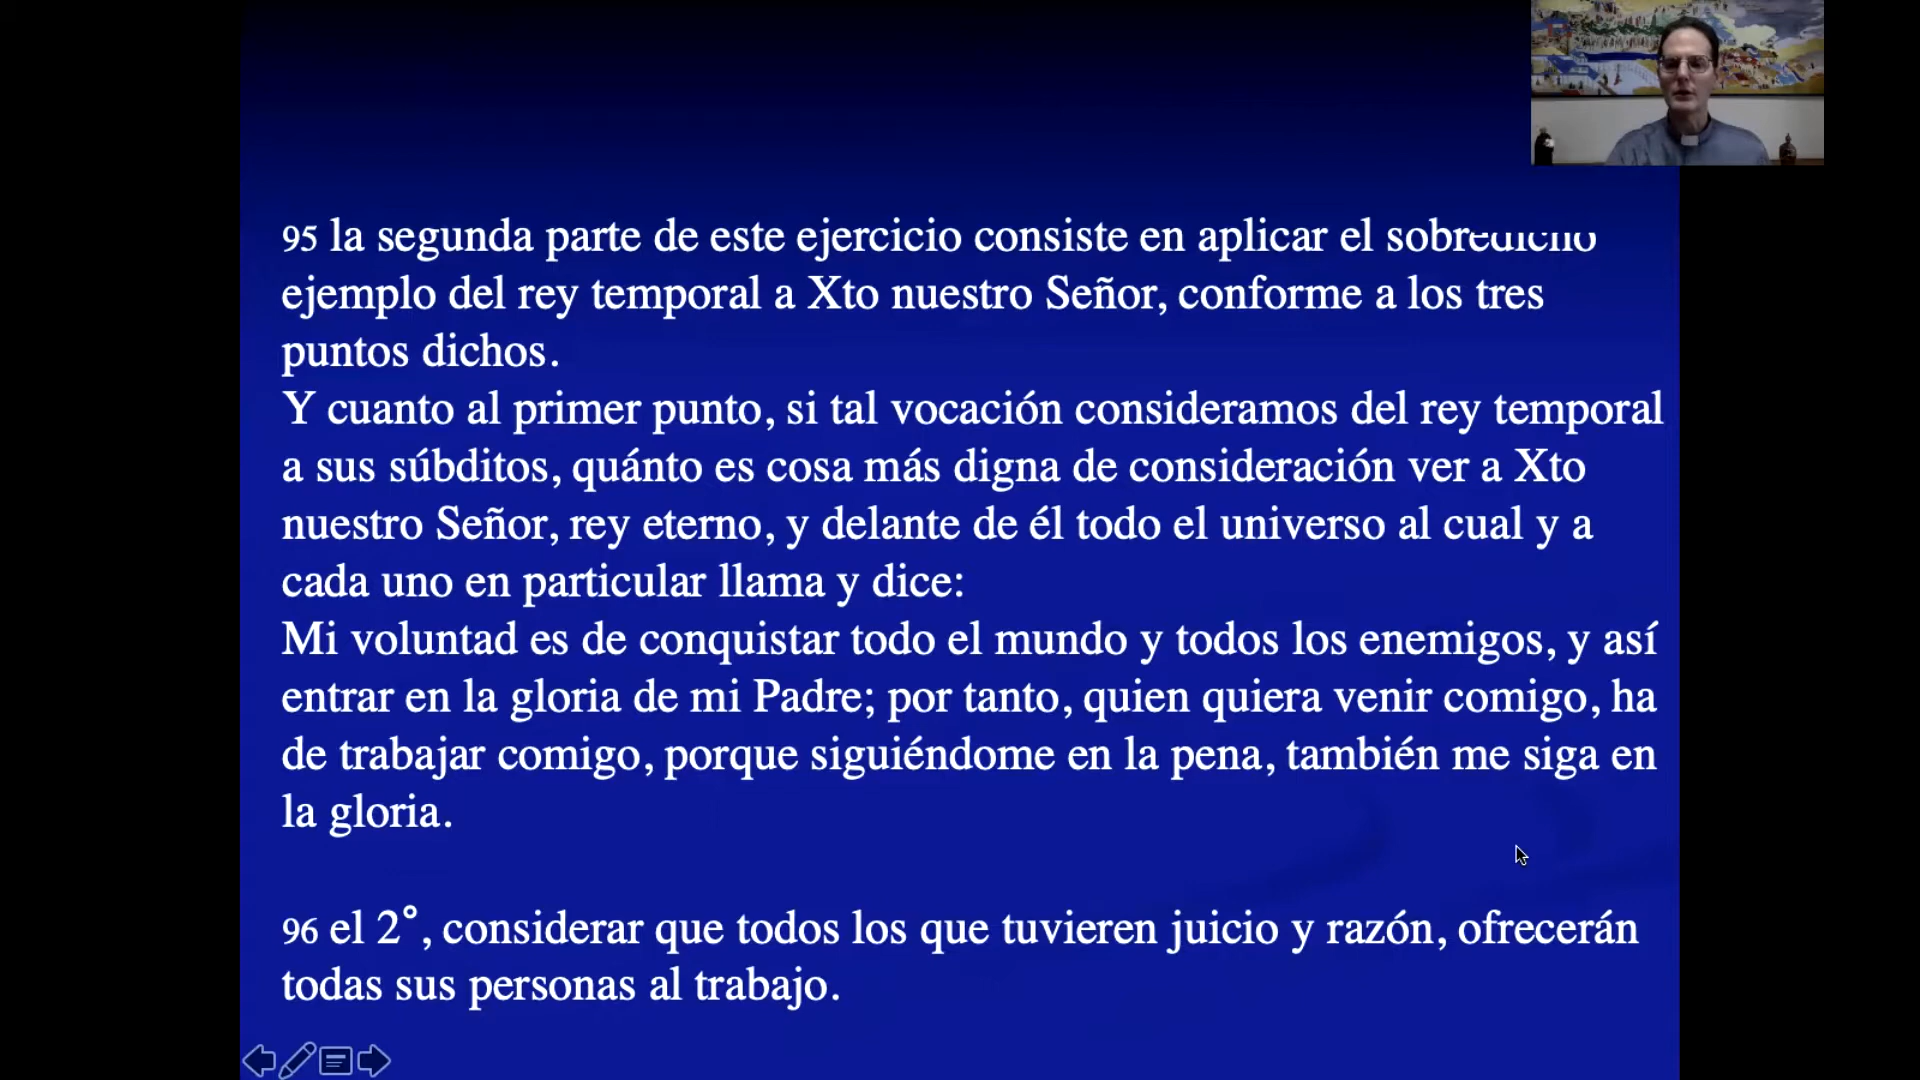 95 la segunda parte de este ejercicio consiste en aplicar el sobredicho
ejemplo del rey temporal a Xto nuestro Señor, conforme a los tres
puntos dichos.
Y cuanto al primer punto, si tal vocación consideramos del rey temporal
a sus súbditos, quánto es cosa más digna de consideración ver a Xto
nuestro Señor, rey eterno, y delante de él todo el universo al cual y a
cada uno en particular llama y dice:
Mi voluntad es de conquistar todo el mundo y todos los enemigos, y así
entrar en la gloria de mi Padre; por tanto, quien quiera venir comigo, ha
de trabajar comigo, porque siguiéndome en la pena, también me siga en
la gloria.
96 el 2°, considerar que todos los que tuvieren juicio y razón, ofrecerán
todas sus personas al trabajo.